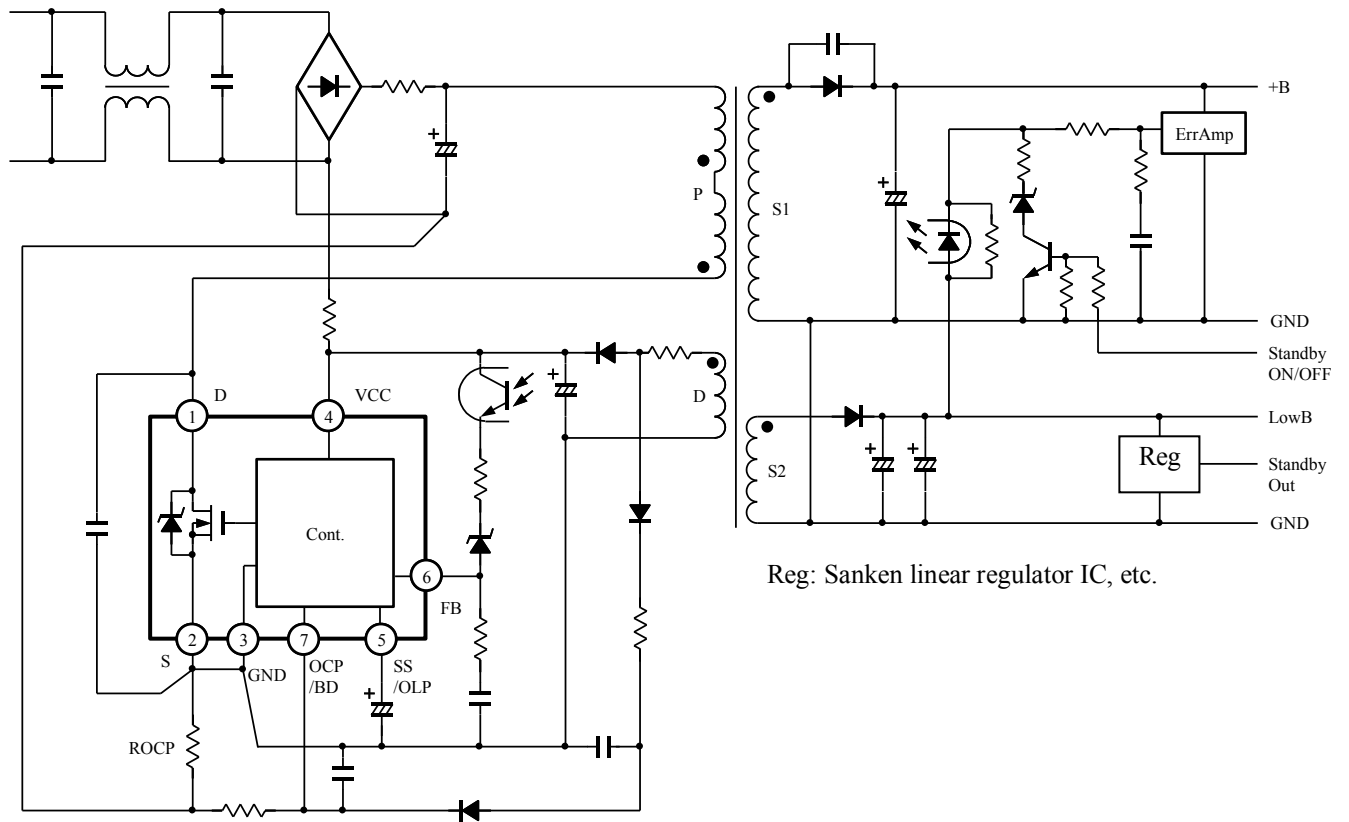 +B
ErrAmp
P
S1
GND
Standby
ON/OFF
D
VCC
D
LowB
1
4
Reg
Standby
Out
S2
Cont.
GND
6
FB
Reg: Sanken linear regulator IC, etc.
2
3
7
5
S
GND
OCP
/BD
SS
/OLP
ROCP
+
+
+
+
+
+